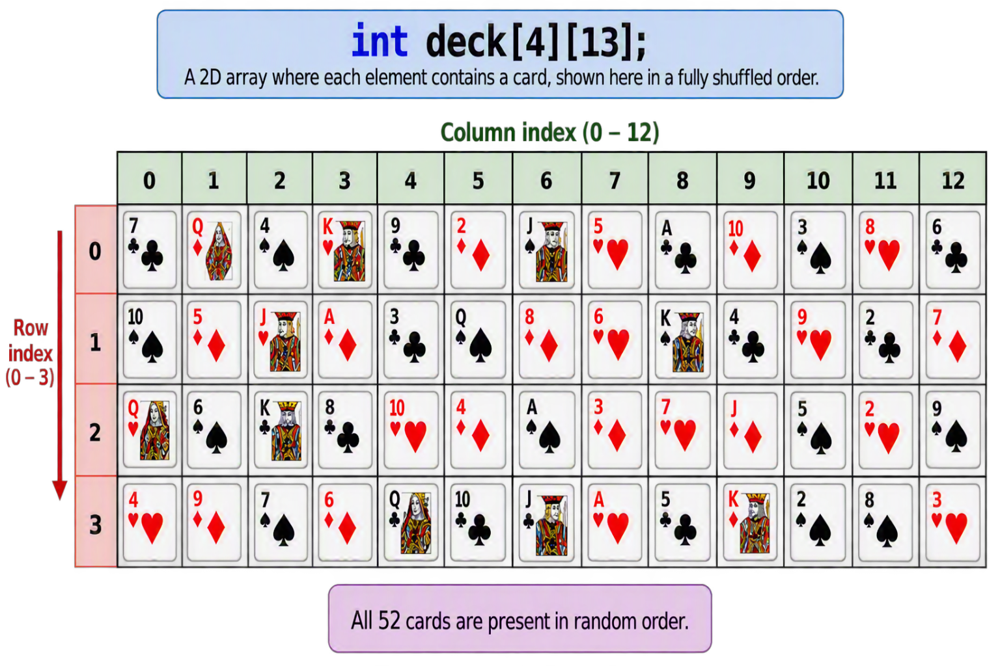 int deck[4][13];
A 2D array where each element contains a card, shown here in a fully shuffled order.
Column index (0 – 12)
0 1 2 3 4 5 6 7 8 9 10 11 12
Row
index
(0 – 3)
0 7♣ Q♦ 4♠ K♥ 9♣ 2♦ J♠ 5♥ A♣ 10♦ 3♠ 8♥ 6♣
1 10♠ 5♦ J♥ A♦ 3♣ Q♠ 8♦ 6♥ K♠ 4♣ 9♥ 2♣ 7♦
2 Q♥ 6♠ K♣ 8♣ 10♥ 4♦ A♠ 3♦ 7♥ J♦ 5♠ 2♥ 9♠
3 4♥ 9♦ 7♠ 6♦ Q♣ 10♣ J♣ A♥ 5♣ K♦ 2♠ 8♠ 3♥
All 52 cards are present in random order.